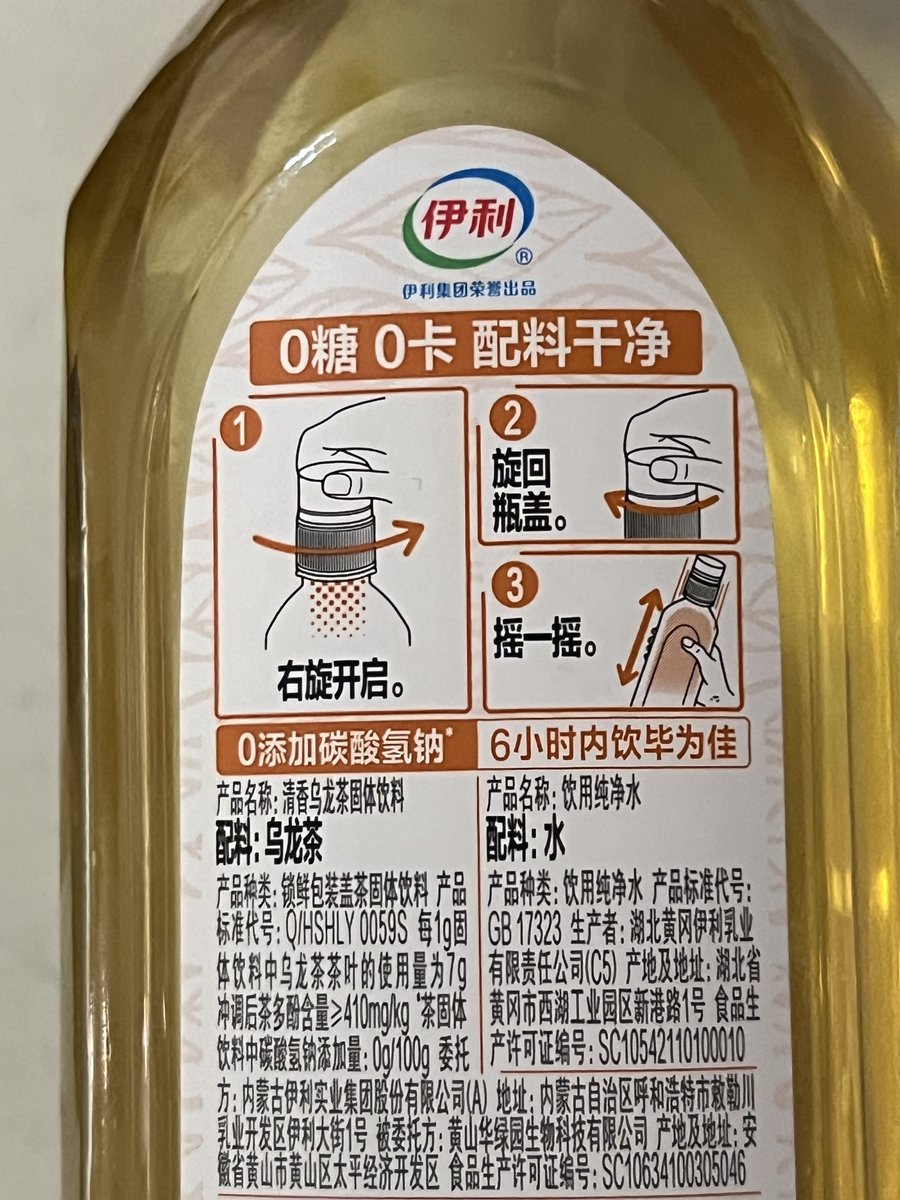 伊利
®
伊利集团荣誉出品
0糖 0卡 配料干净
1
右旋开启。
2
旋回
瓶盖。
3
摇一摇。
0添加碳酸氢钠*
6小时内饮毕为佳
产品名称：清香乌龙茶固体饮料
配料：乌龙茶
产品种类：锁鲜包装盖茶固体饮料 产品
标准代号：Q/HSHLY 0059S 每1g固
体饮料中乌龙茶茶叶的使用量为7g
冲调后茶多酚含量≥410mg/kg *茶固体
饮料中碳酸氢钠添加量：0g/100g 委托
产品名称：饮用纯净水
配料：水
产品种类：饮用纯净水 产品标准代号：
GB 17323 生产者：湖北黄冈伊利乳业
有限责任公司(C5) 产地及地址：湖北省
黄冈市西湖工业园区新港路1号 食品生
产许可证编号：SC10542110100010
方：内蒙古伊利实业集团股份有限公司(A) 地址：内蒙古自治区呼和浩特市敕勒川
乳业开发区伊利大街1号 被委托方：黄山华绿园生物科技有限公司 产地及地址：安
徽省黄山市黄山区太平经济开发区 食品生产许可证编号：SC10634100305046